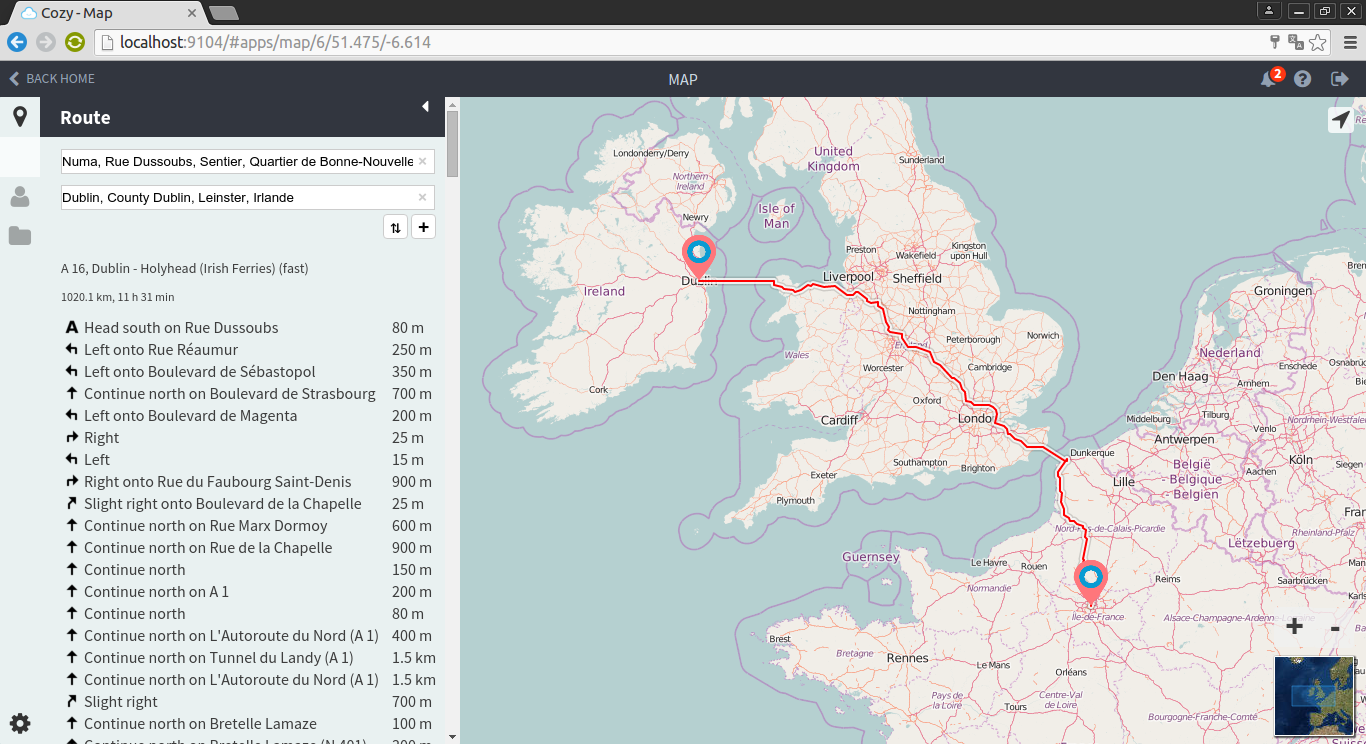 Cozy - Map
localhost:9104/#apps/map/6/51.475/-6.614
BACK HOME
MAP
2
Route
Numa, Rue Dussoubs, Sentier, Quartier de Bonne-Nouvelle
Dublin, County Dublin, Leinster, Irlande
A 16, Dublin - Holyhead (Irish Ferries) (fast)
1020.1 km, 11 h 31 min
A Head south on Rue Dussoubs 80 m
Left onto Rue Réaumur 250 m
Left onto Boulevard de Sébastopol 350 m
Continue north on Boulevard de Strasbourg 700 m
Left onto Boulevard de Magenta 200 m
Right 25 m
Left 15 m
Right onto Rue du Faubourg Saint-Denis 900 m
Slight right onto Boulevard de la Chapelle 25 m
Continue north on Rue Marx Dormoy 600 m
Continue north on Rue de la Chapelle 900 m
Continue north 150 m
Continue north on A 1 200 m
Continue north 80 m
Continue north on L'Autoroute du Nord (A 1) 400 m
Continue north on Tunnel du Landy (A 1) 1.5 km
Continue north on L'Autoroute du Nord (A 1) 1.5 km
Slight right 700 m
Continue north on Bretelle Lamaze 100 m
Londonderry/Derry
Northern
Ireland
United
Kingdom
Sunderland
Newry
Isle of
Man
Preston
Wakefield
Kingston
upon Hull
Dublin
Liverpool
Sheffield
Ireland
Nottingham
Norwich
Peterborough
England
Wales
Worcester
Cambridge
Cork
Oxford
Cardiff
London
Southampton
Brighton
Exeter
Plymouth
Groningen
Nederland
Enschede
Den Haag
Arnhem
Middelburg
Tilburg
Venlo
Antwerpen
Dunkerque
Lille
België
- Belgique
- Belgien
Aachen
Köln
Siegen
Nord-Pas-de-Calais-Picardie
Lëtzebuerg
Rheinland-Pfalz
Guernsey
Le Havre
Rouen
Reims
Saarbrücken
Normandie
Ile-de-France
Brest
Bretagne
Rennes
Le Mans
Orléans
Pays de
la Loire
Tours
Centre-Val
de Loire
Bourgogne-Franche-Comté
+ -